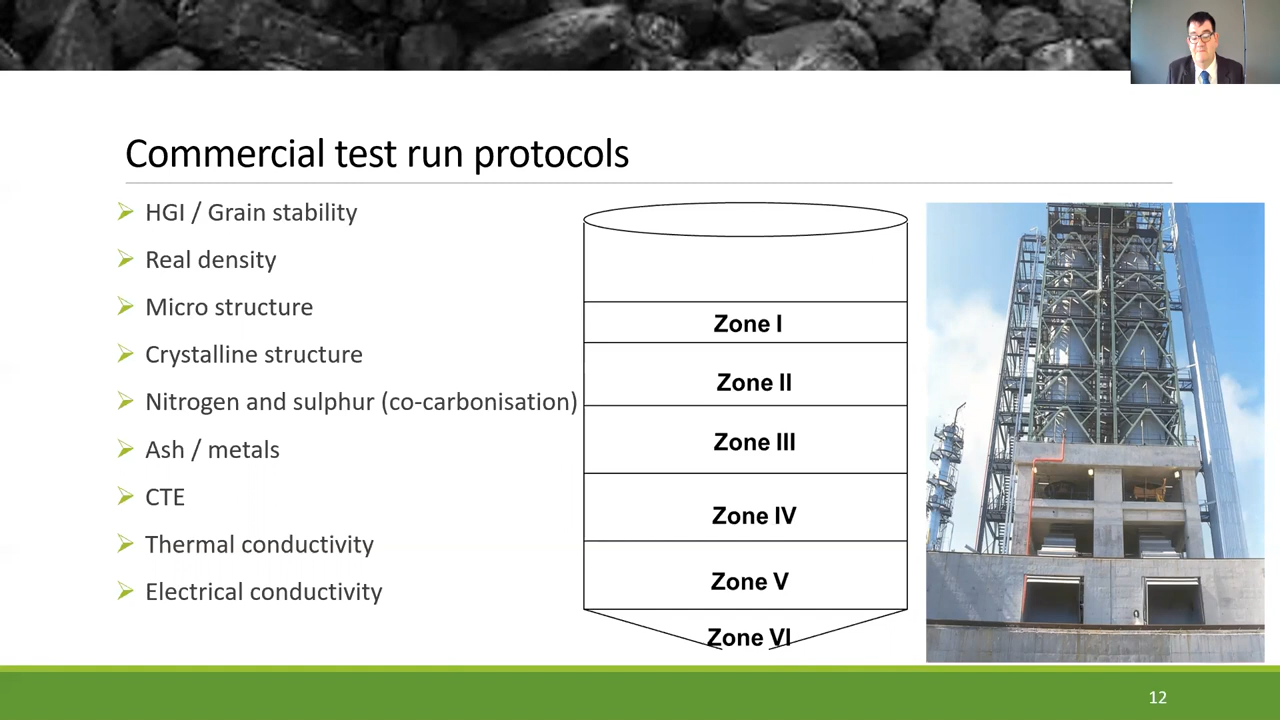 Commercial test run protocols
HGI / Grain stability
Real density
Micro structure
Crystalline structure
Nitrogen and sulphur (co-carbonisation)
Ash / metals
CTE
Thermal conductivity
Electrical conductivity
Zone I
Zone II
Zone III
Zone IV
Zone V
Zone VI
12